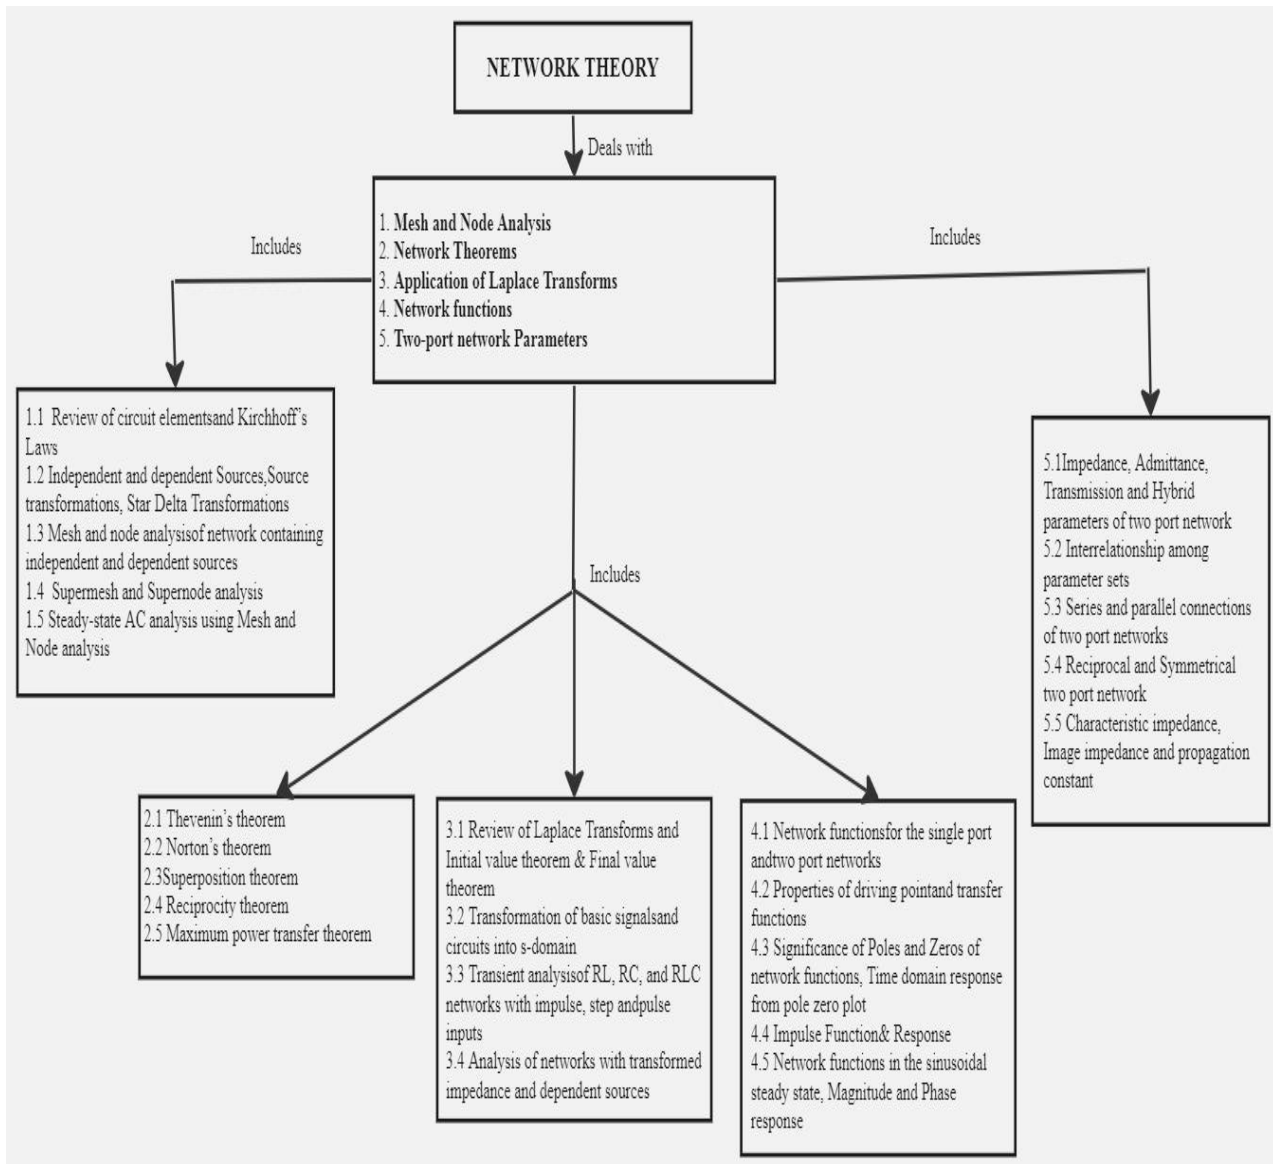 NETWORK THEORY
Deals with
1. Mesh and Node Analysis
2. Network Theorems
3. Application of Laplace Transforms
4. Network functions
5. Two-port network Parameters
Includes
Includes
1.1 Review of circuit elementsand Kirchhoff's
Laws
1.2 Independent and dependent Sources,Source
transformations, Star Delta Transformations
1.3 Mesh and node analysisof network containing
independent and dependent sources
1.4 Supermesh and Supernode analysis
1.5 Steady-state AC analysis using Mesh and
Node analysis
Includes
2.1 Thevenin's theorem
2.2 Norton's theorem
2.3Superposition theorem
2.4 Reciprocity theorem
2.5 Maximum power transfer theorem
3.1 Review of Laplace Transforms and
Initial value theorem & Final value
theorem
3.2 Transformation of basic signalsand
circuits into s-domain
3.3 Transient analysisof RL, RC, and RLC
networks with impulse, step andpulse
inputs
3.4 Analysis of networks with transformed
impedance and dependent sources
4.1 Network functionsfor the single port
andtwo port networks
4.2 Properties of driving pointand transfer
functions
4.3 Significance of Poles and Zeros of
network functions, Time domain response
from pole zero plot
4.4 Impulse Function& Response
4.5 Network functions in the sinusoidal
steady state, Magnitude and Phase
response
5.1Impedance, Admittance,
Transmission and Hybrid
parameters of two port network
5.2 Interrelationship among
parameter sets
5.3 Series and parallel connections
of two port networks
5.4 Reciprocal and Symmetrical
two port network
5.5 Characteristic impedance,
Image impedance and propagation
constant